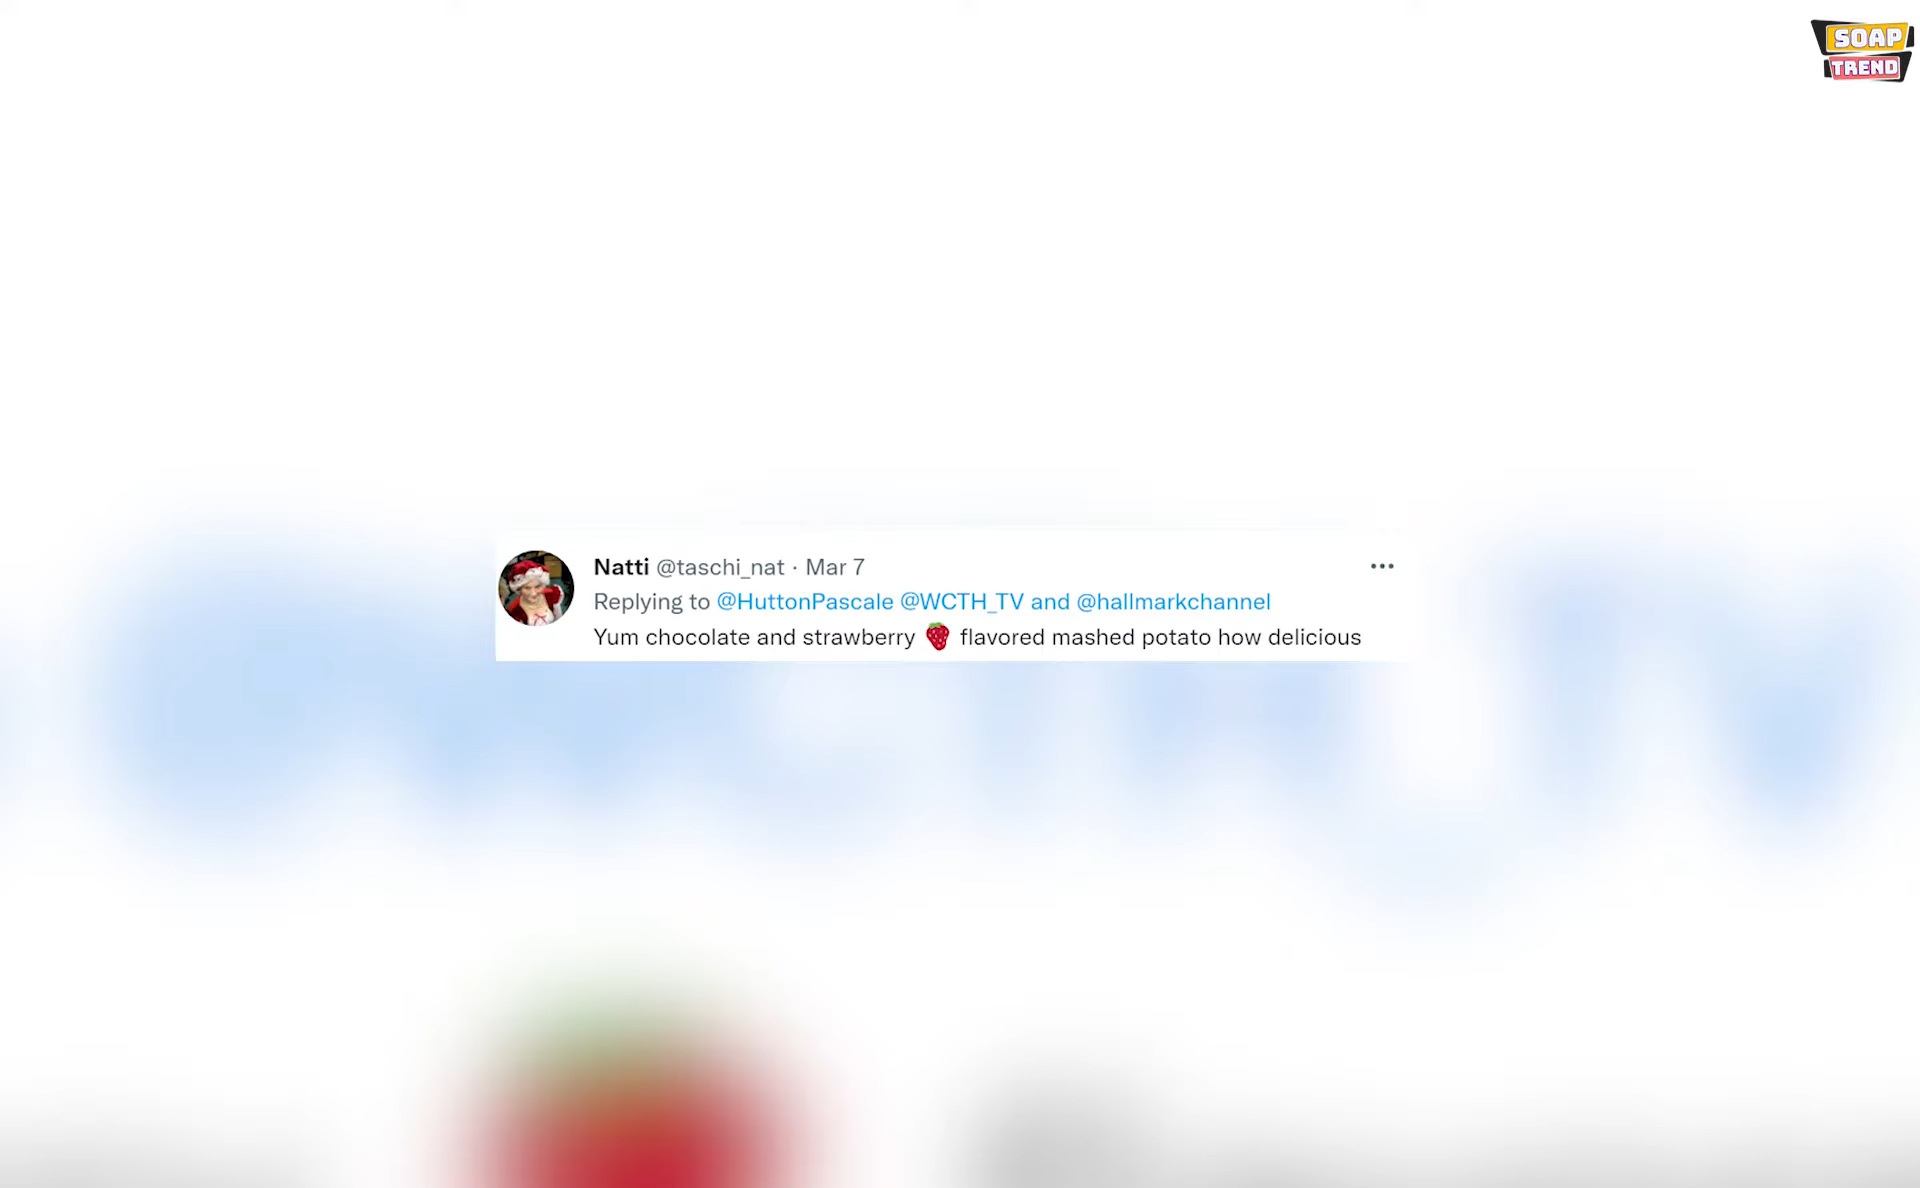 SOAP
TREND
Natti @taschi_nat · Mar 7
Replying to @HuttonPascale @WCTH_TV and @hallmarkchannel
Yum chocolate and strawberry 🍓 flavored mashed potato how delicious